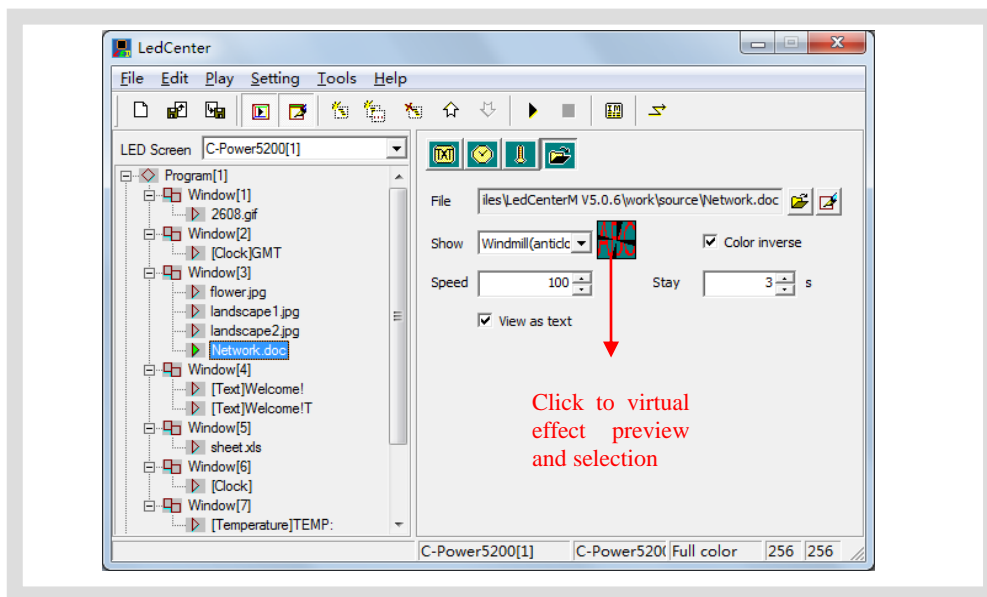 LedCenter
File Edit Play Setting Tools Help
LED Screen C-Power5200[1]
TXT
Program[1]
Window[1]
2608.gif
Window[2]
[Clock]GMT
Window[3]
flower.jpg
landscape1.jpg
landscape2.jpg
Network.doc
Window[4]
[Text]Welcome!
[Text]Welcome!T
Window[5]
sheet.xls
Window[6]
[Clock]
Window[7]
[Temperature]TEMP:
File iles\LedCenterM V5.0.6\work\source\Network.doc
Show Windmill(anticlc Color inverse
Speed 100 Stay 3 s
View as text
Click to virtual
effect preview
and selection
C-Power5200[1] C-Power520( Full color 256 256